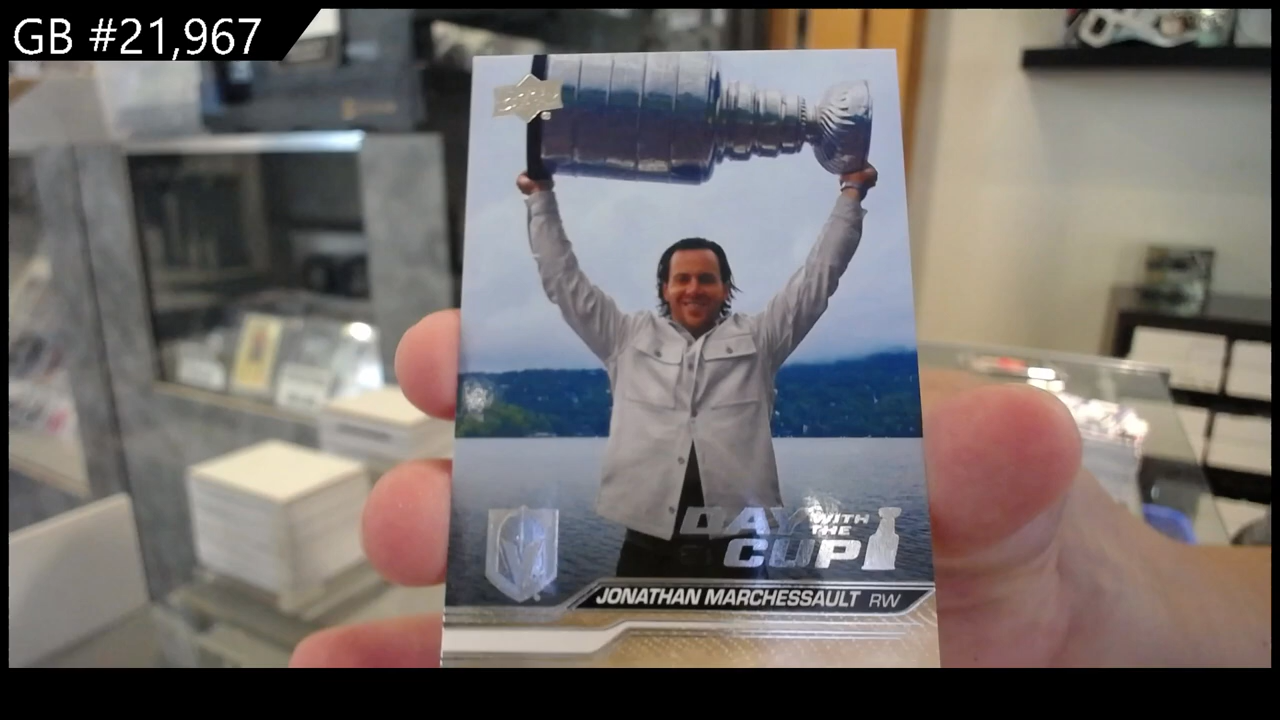 GB #21,967
DAY WITH
THE
CUP
JONATHAN MARCHESSAULT RW